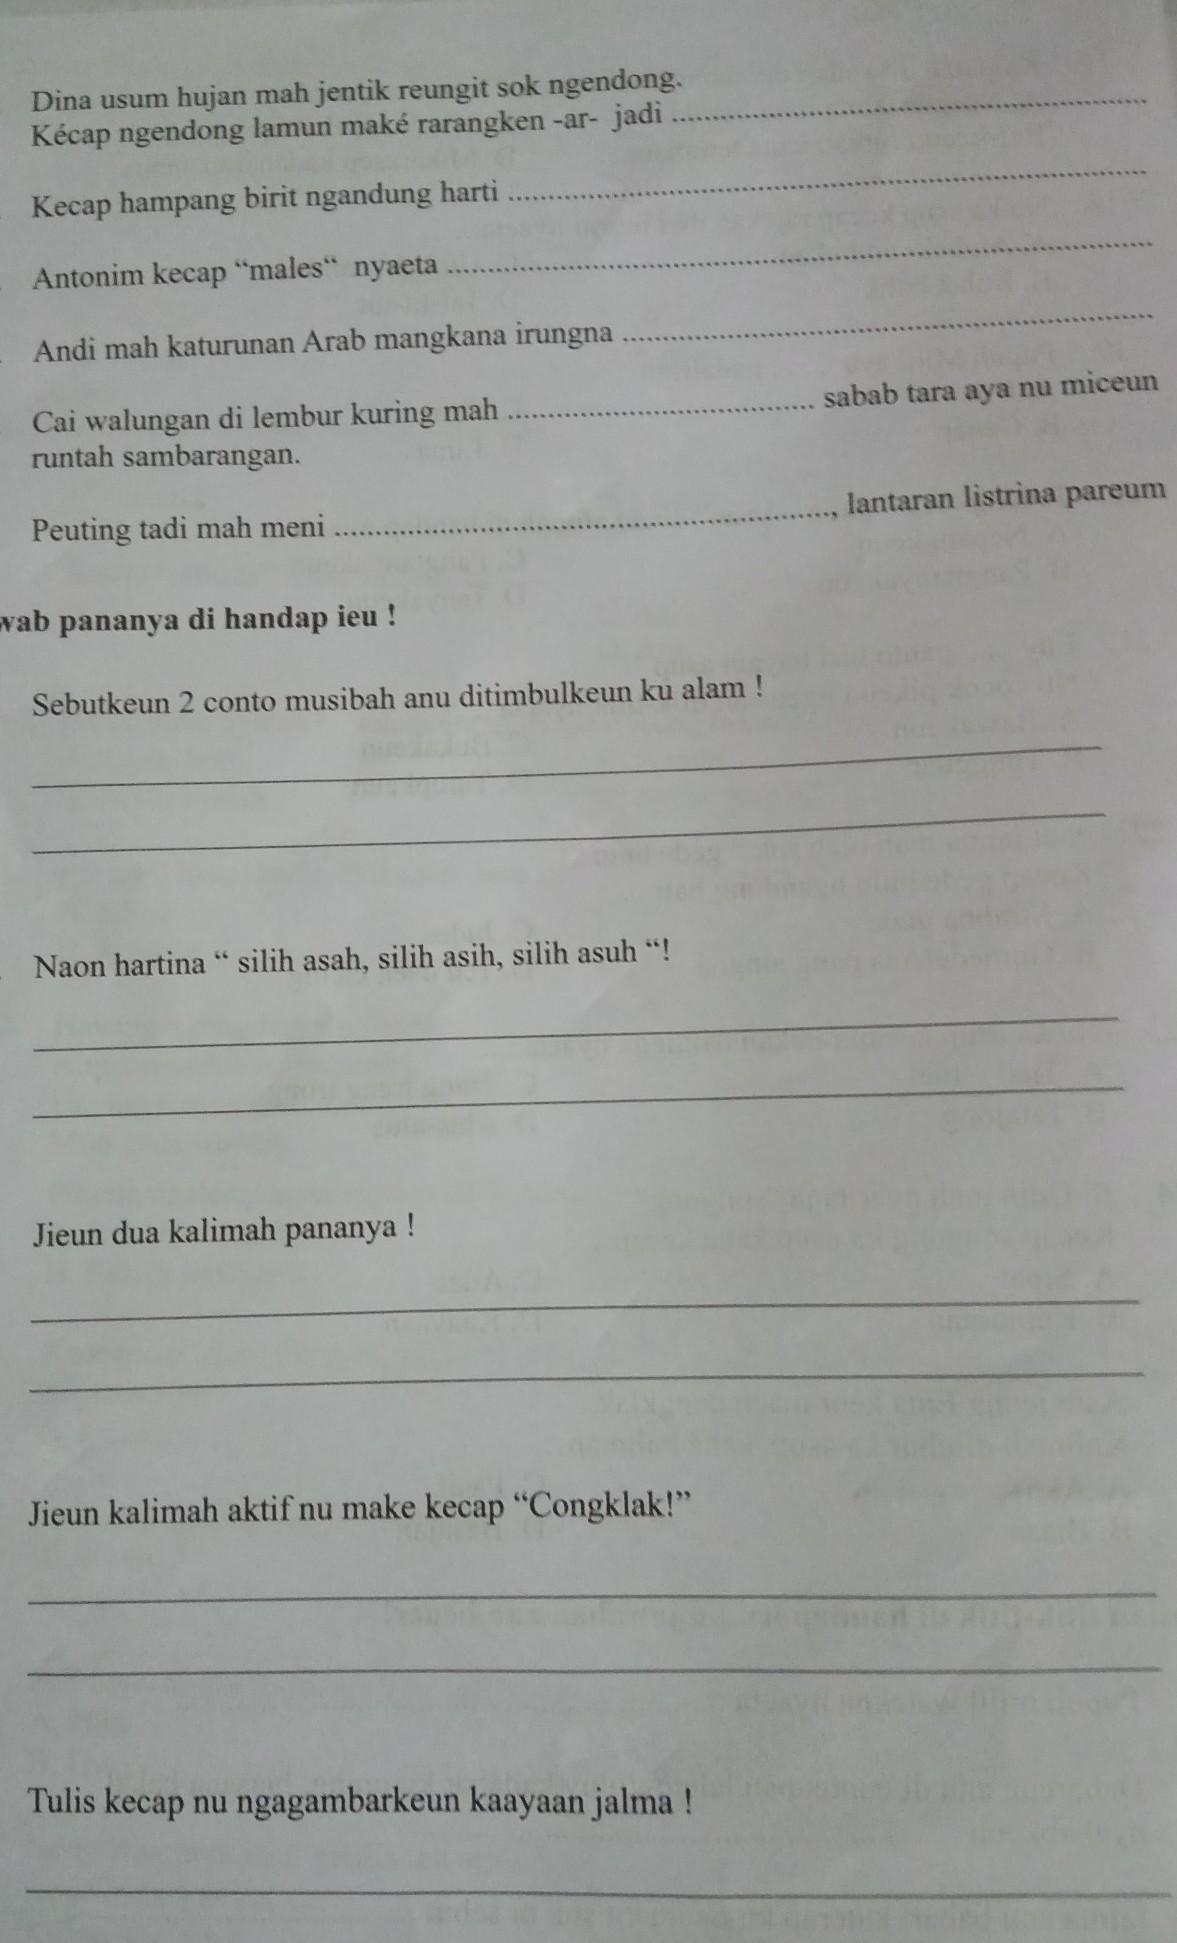 Dina usum hujan mah jentik reungit sok ngendong.
Kécap ngendong lamun maké rarangken -ar- jadi ........................................
Kecap hampang birit ngandung harti ........................................
Antonim kecap “males“ nyaeta ........................................
Andi mah katurunan Arab mangkana irungna ........................................
Cai walungan di lembur kuring mah ........................................ sabab tara aya nu miceun
runtah sambarangan.
Peuting tadi mah meni ........................................, lantaran listrina pareum
wab pananya di handap ieu !
Sebutkeun 2 conto musibah anu ditimbulkeun ku alam !
Naon hartina “ silih asah, silih asih, silih asuh “!
Jieun dua kalimah pananya !
Jieun kalimah aktif nu make kecap “Congklak!”
Tulis kecap nu ngagambarkeun kaayaan jalma !